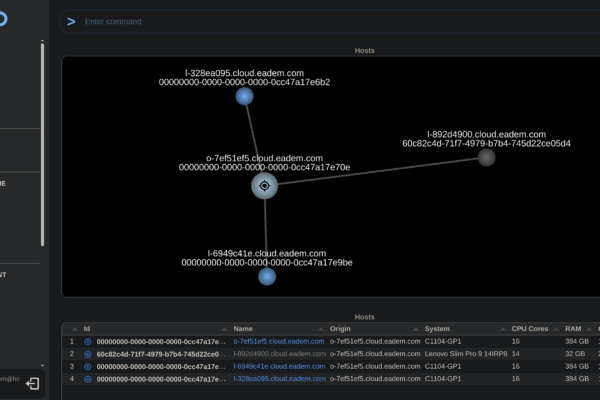 > Enter command
Hosts
l-328ea095.cloud.eadem.com
00000000-0000-0000-0000-0cc47a17e6b2
l-892d4900.cloud.eadem.com
60c82c4d-71f7-4979-b7b4-745d22ce05d4
o-7ef51ef5.cloud.eadem.com
00000000-0000-0000-0000-0cc47a17e70e
l-6949c41e.cloud.eadem.com
00000000-0000-0000-0000-0cc47a17e9be
Hosts
Id Name Origin System CPU Cores RAM
1 00000000-0000-0000-0000-0cc47a17e... o-7ef51ef5.cloud.eadem.com o-7ef51ef5.cloud.eadem.com C1104-GP1 16 384 GB
2 60c82c4d-71f7-4979-b7b4-745d22ce0... l-892d4900.cloud.eadem.com o-7ef51ef5.cloud.eadem.com Lenovo Slim Pro 9 14IRP8 14 32 GB
3 00000000-0000-0000-0000-0cc47a17e... l-6949c41e.cloud.eadem.com o-7ef51ef5.cloud.eadem.com C1104-GP1 16 384 GB
4 00000000-0000-0000-0000-0cc47a17e... l-328ea095.cloud.eadem.com o-7ef51ef5.cloud.eadem.com C1104-GP1 16 384 GB